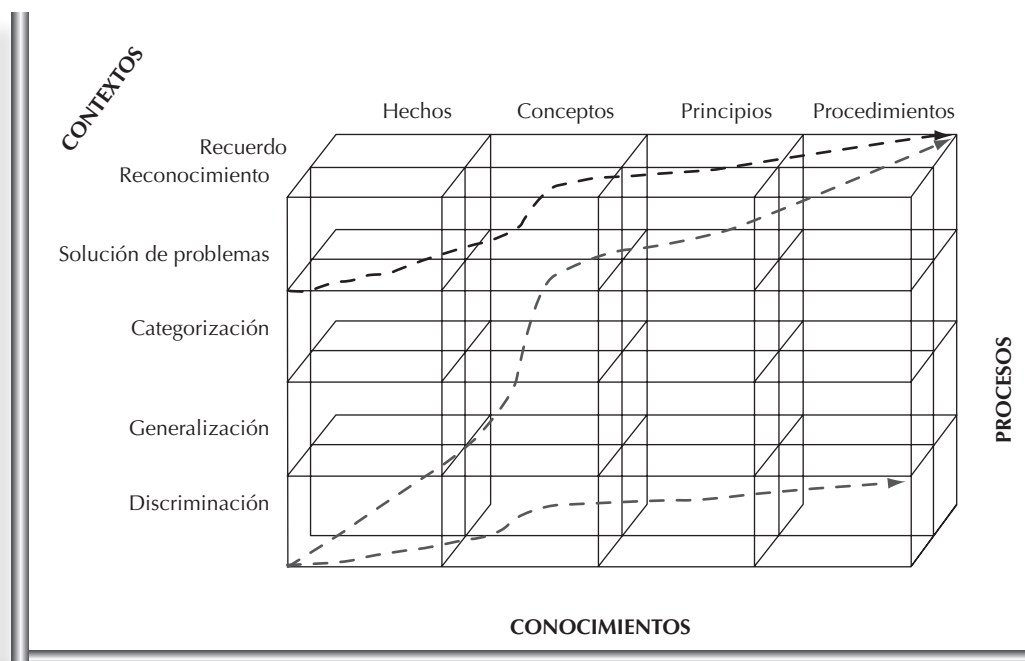 CONTEXTOS
Hechos Conceptos Principios Procedimientos
Recuerdo
Reconocimiento
Solución de problemas
Categorización
Generalización
Discriminación
PROCESOS
CONOCIMIENTOS